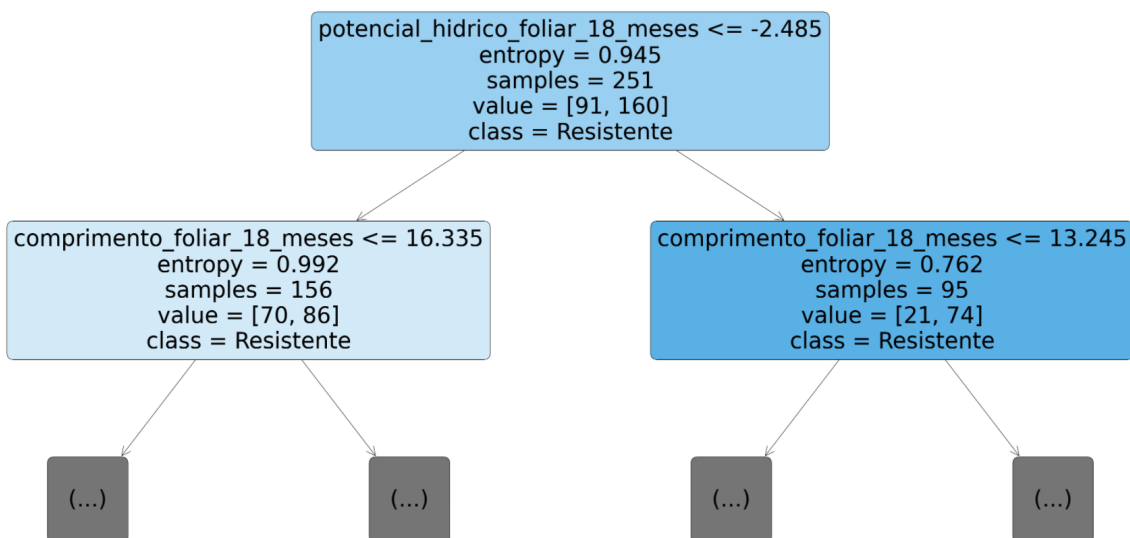 potencial_hidrico_foliar_18_meses <= -2.485
entropy = 0.945
samples = 251
value = [91, 160]
class = Resistente
comprimento_foliar_18_meses <= 16.335
entropy = 0.992
samples = 156
value = [70, 86]
class = Resistente
comprimento_foliar_18_meses <= 13.245
entropy = 0.762
samples = 95
value = [21, 74]
class = Resistente
(...)
(...)
(...)
(...)